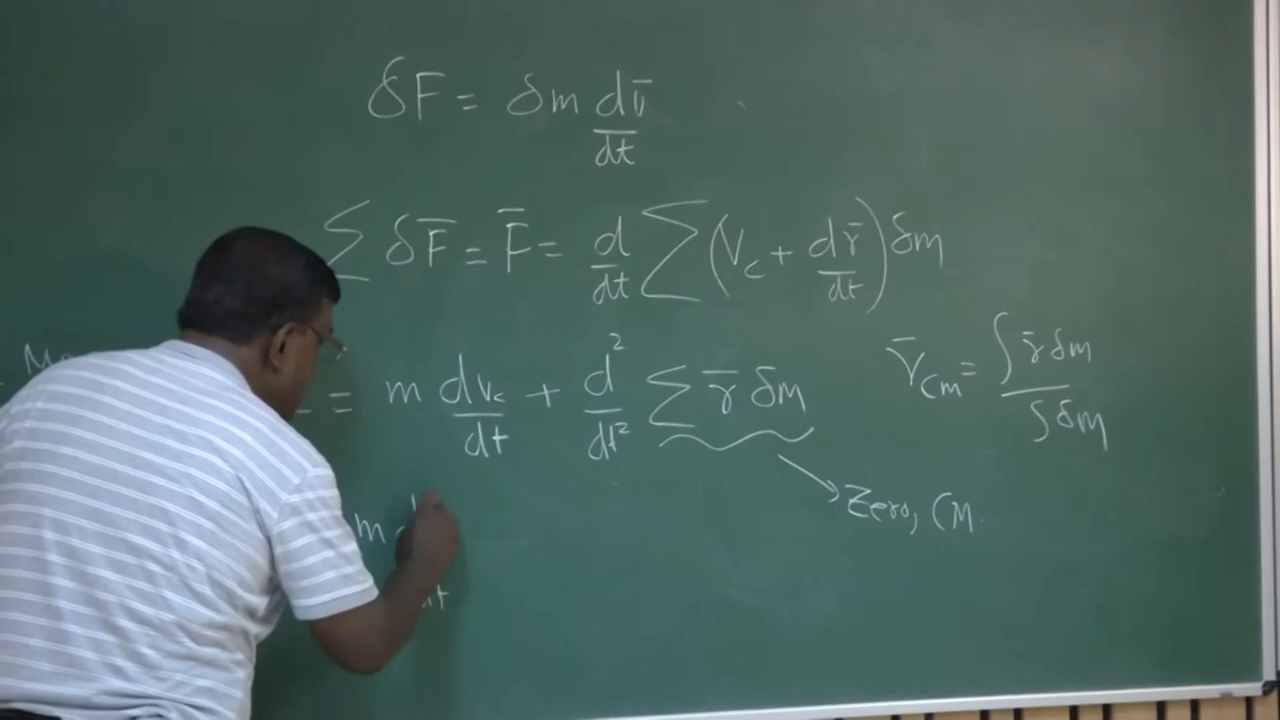 δF = δm dv̄/dt
Σ δF̄ = F̄ = d/dt Σ (V_c + dr̄/dt) δm
= m dv_c/dt + d²/dt² Σ r̄ δm
r̄_cm = ∫ r̄ δm / ∫ δm
Zero, CM
m
dt